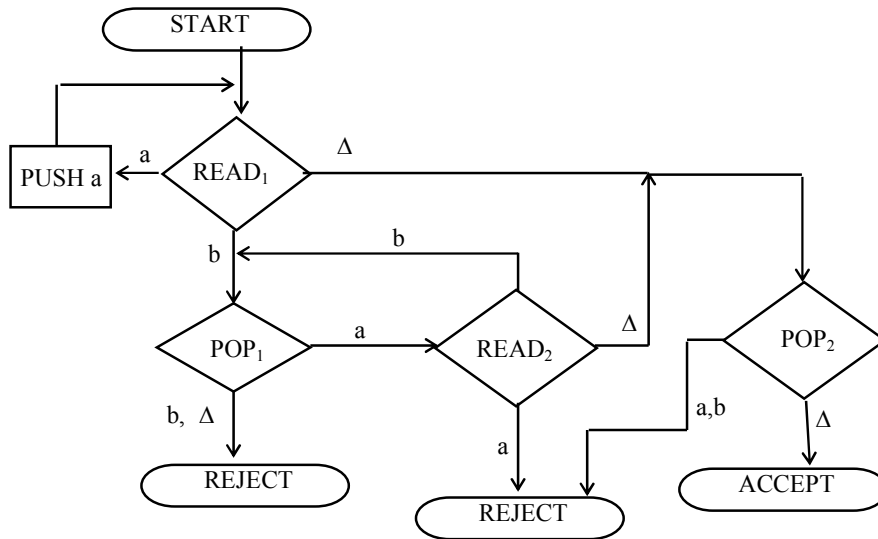 START
a
READ₁
Δ
PUSH a
b
b
POP₁
a
READ₂
Δ
POP₂
b, Δ
a
a,b
Δ
REJECT
REJECT
ACCEPT